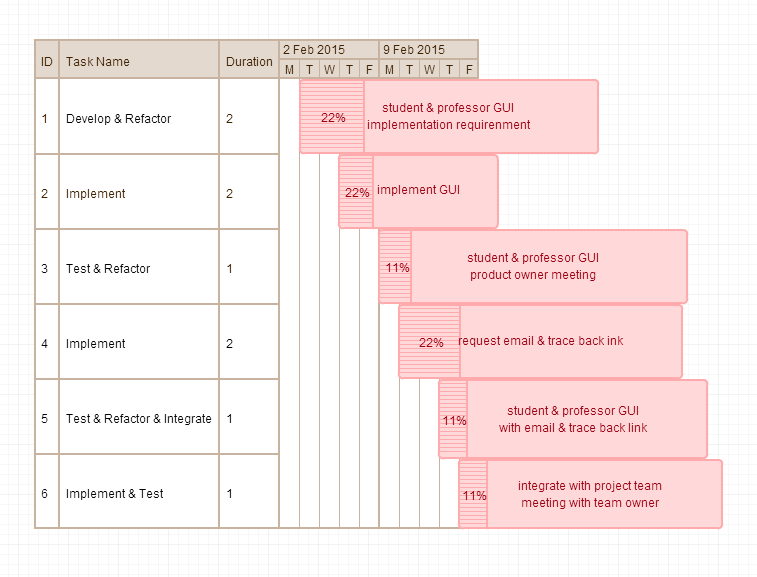 ID Task Name Duration 2 Feb 2015 9 Feb 2015
M T W T F M T W T F
1 Develop & Refactor 2 22% student & professor GUI
implementation requirenment
2 Implement 2 22% implement GUI
3 Test & Refactor 1 11% student & professor GUI
product owner meeting
4 Implement 2 22% request email & trace back ink
5 Test & Refactor & Integrate 1 11% student & professor GUI
with email & trace back link
6 Implement & Test 1 11% integrate with project team
meeting with team owner